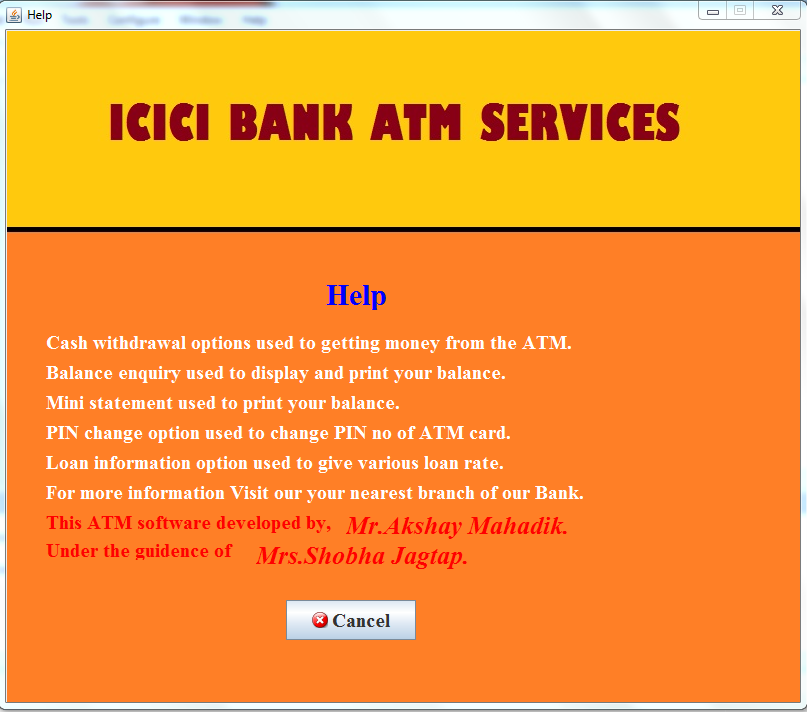 Help
Tools Configure Window Help
ICICI BANK ATM SERVICES
Help
Cash withdrawal options used to getting money from the ATM.
Balance enquiry used to display and print your balance.
Mini statement used to print your balance.
PIN change option used to change PIN no of ATM card.
Loan information option used to give various loan rate.
For more information Visit our your nearest branch of our Bank.
This ATM software developed by, Mr.Akshay Mahadik.
Under the guidence of Mrs.Shobha Jagtap.
Cancel